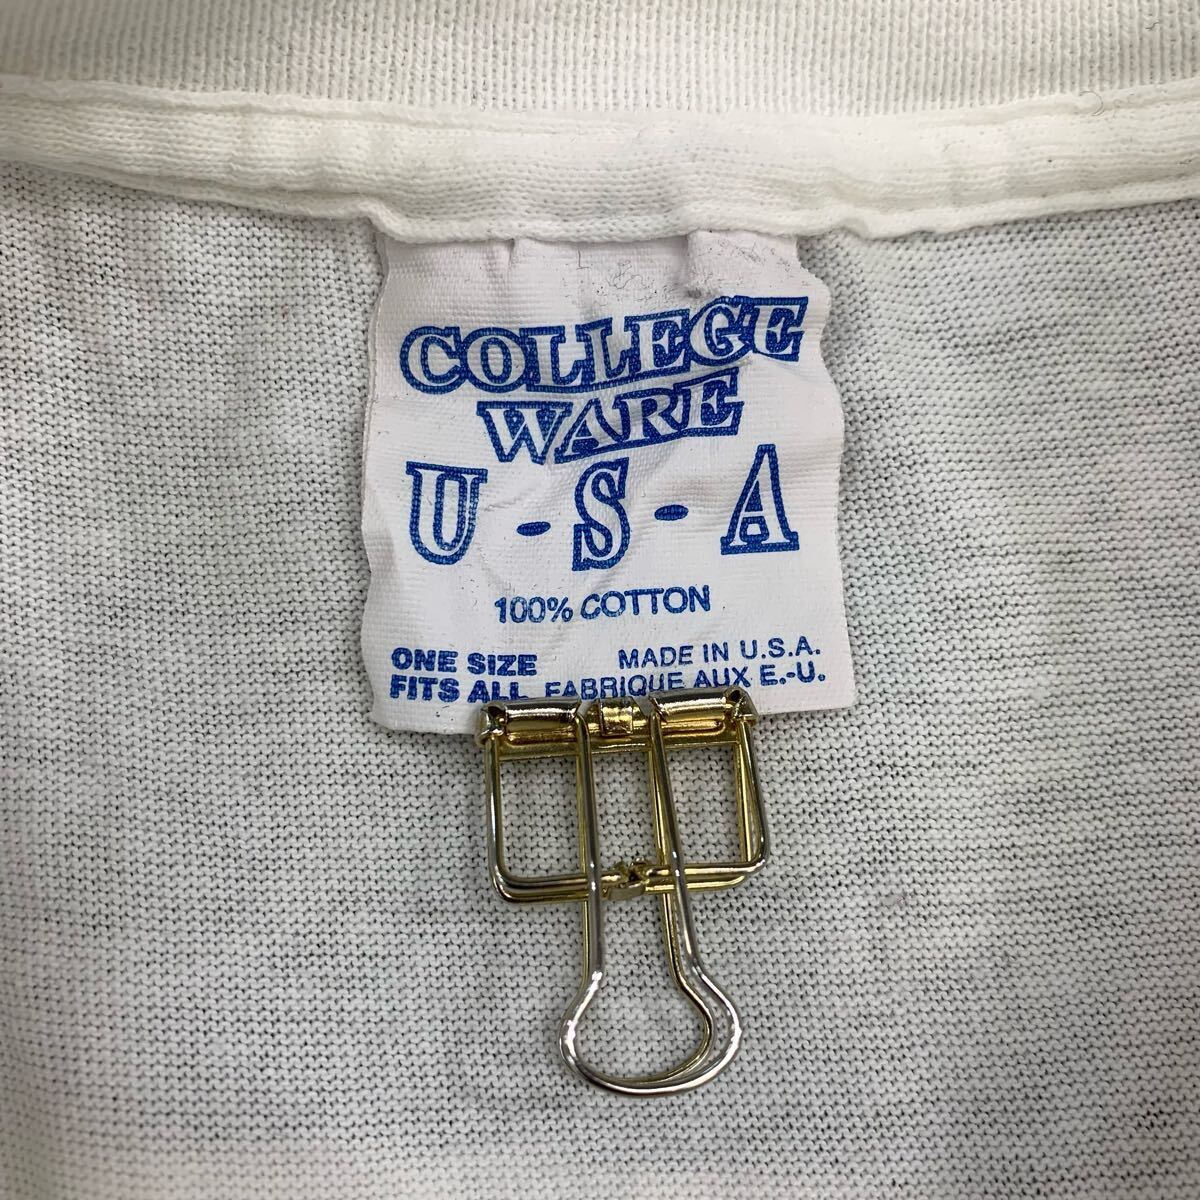 COLLEGE
WARE
U-S-A
100% COTTON
ONE SIZE
FITS ALL
MADE IN U.S.A.
FABRIQUE AUX E.-U.